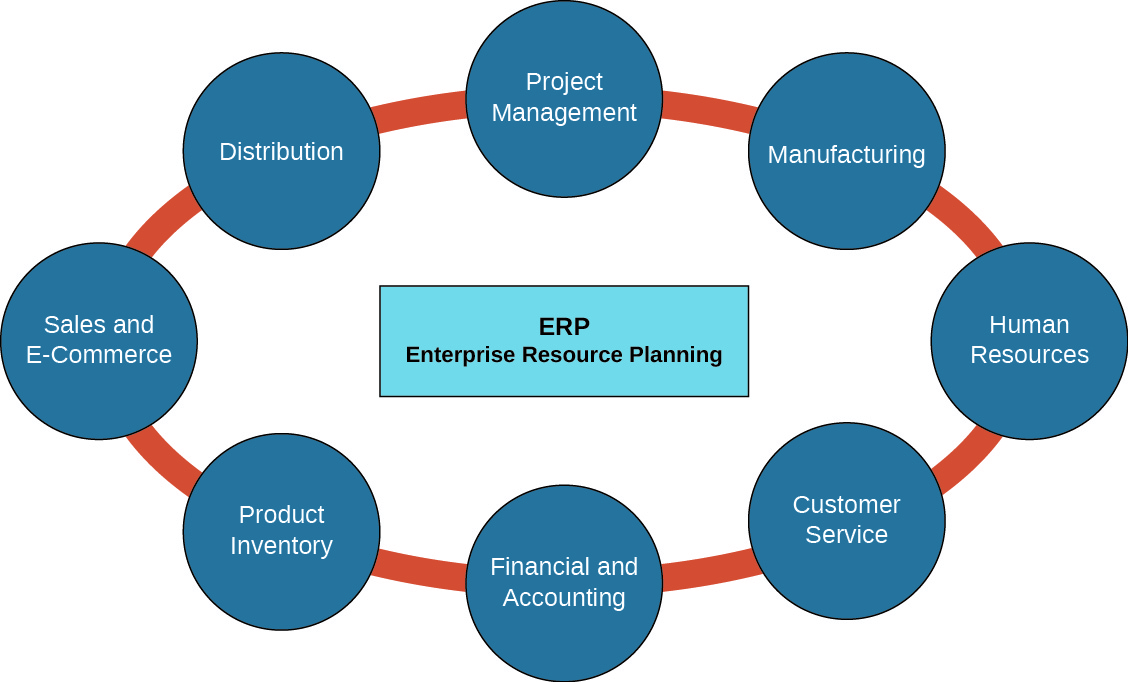 Project
Management
Distribution
Manufacturing
Sales and
E-Commerce
ERP
Enterprise Resource Planning
Human
Resources
Product
Inventory
Customer
Service
Financial and
Accounting